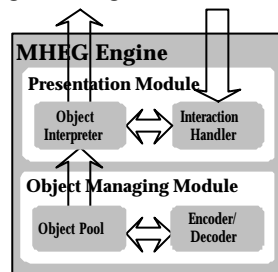 MHEG Engine
Presentation Module
Object
Interpreter
Interaction
Handler
Object Managing Module
Object Pool
Encoder/
Decoder